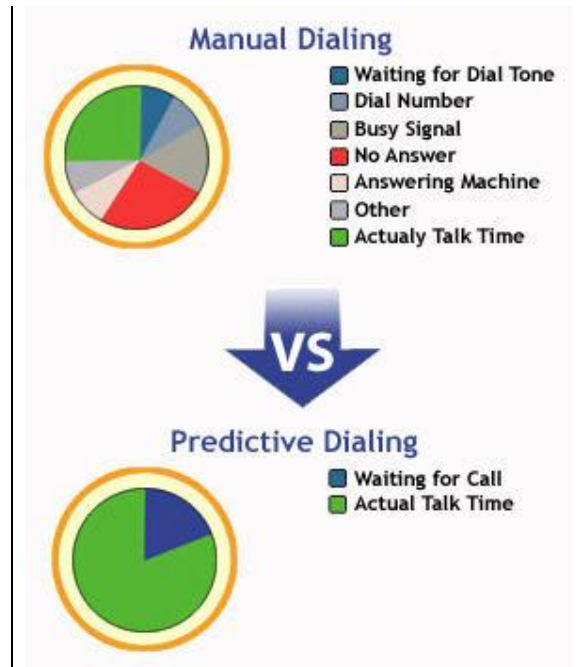 Manual Dialing
Waiting for Dial Tone
Dial Number
Busy Signal
No Answer
Answering Machine
Other
Actualy Talk Time
VS
Predictive Dialing
Waiting for Call
Actual Talk Time